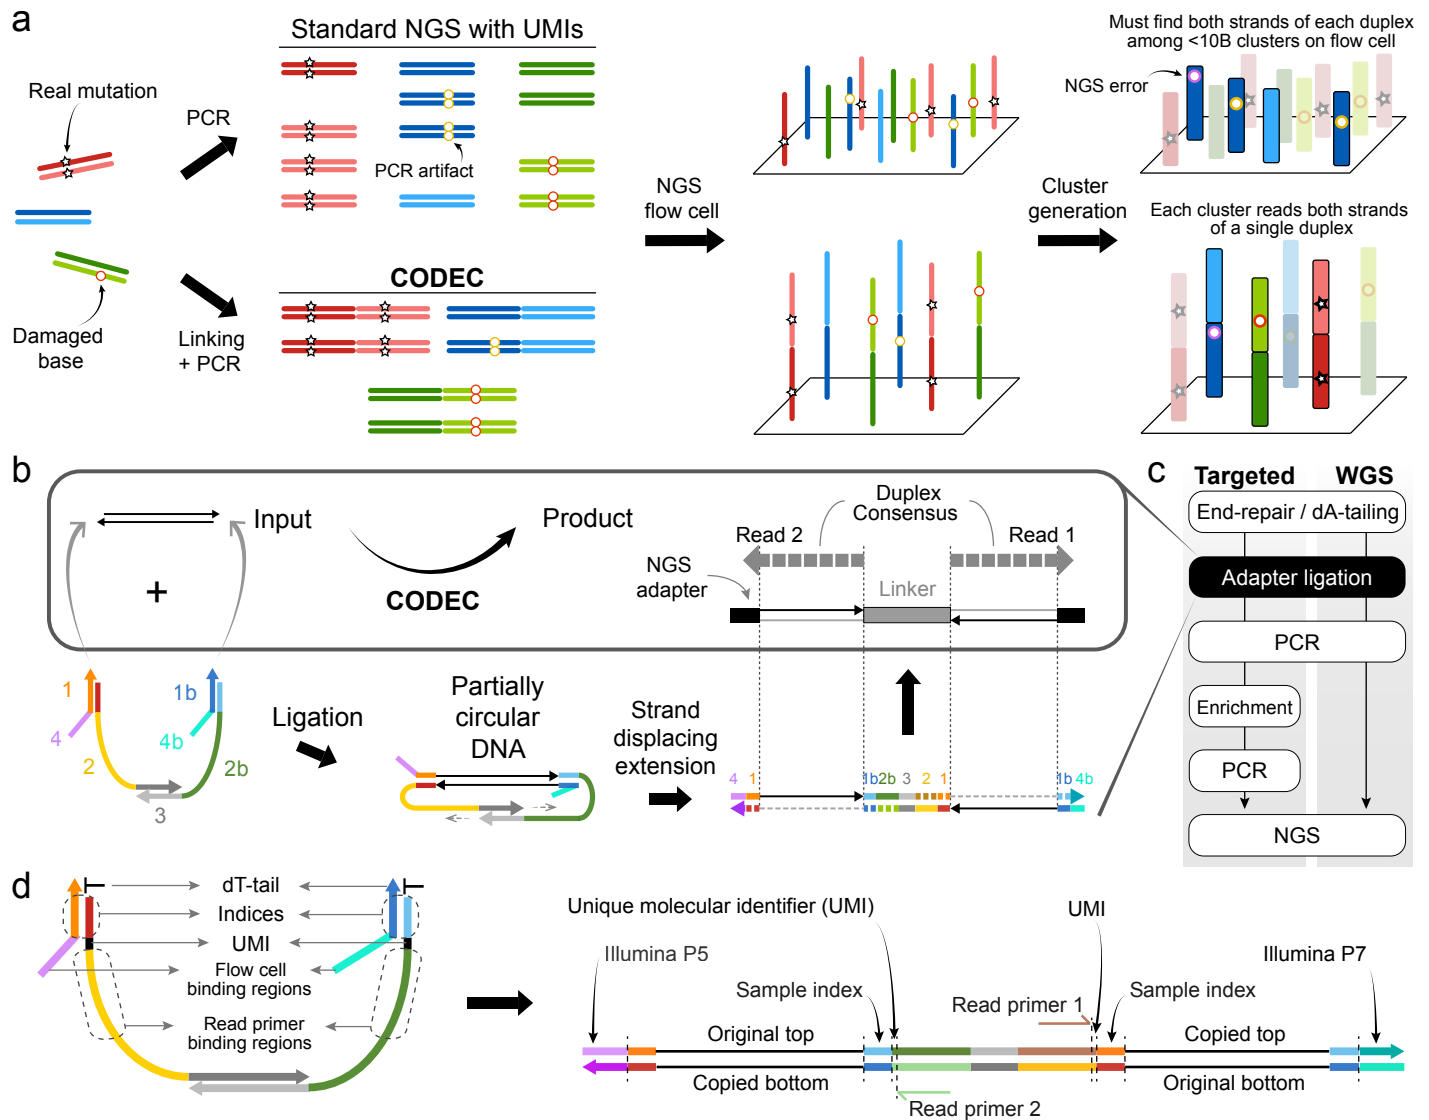 a
Standard NGS with UMIs
Real mutation
PCR
PCR artifact
Damaged
base
Linking
+ PCR
CODEC
NGS
flow cell
Cluster
generation
Must find both strands of each duplex
among <10B clusters on flow cell
NGS error
Each cluster reads both strands
of a single duplex
b
Input
+
CODEC
Product
Duplex
Consensus
Read 2
Read 1
NGS
adapter
Linker
1
4
2
3
1b
4b
2b
Ligation
Partially
circular
DNA
Strand
displacing
extension
4
1
1b
2b
3
2
1
1b
4b
c
Targeted
WGS
End-repair / dA-tailing
Adapter ligation
PCR
Enrichment
PCR
NGS
d
dT-tail
Indices
UMI
Flow cell
binding regions
Read primer
binding regions
Unique molecular identifier (UMI)
UMI
Illumina P5
Illumina P7
Sample index
Read primer 1
Sample index
Original top
Copied top
Copied bottom
Original bottom
Read primer 2